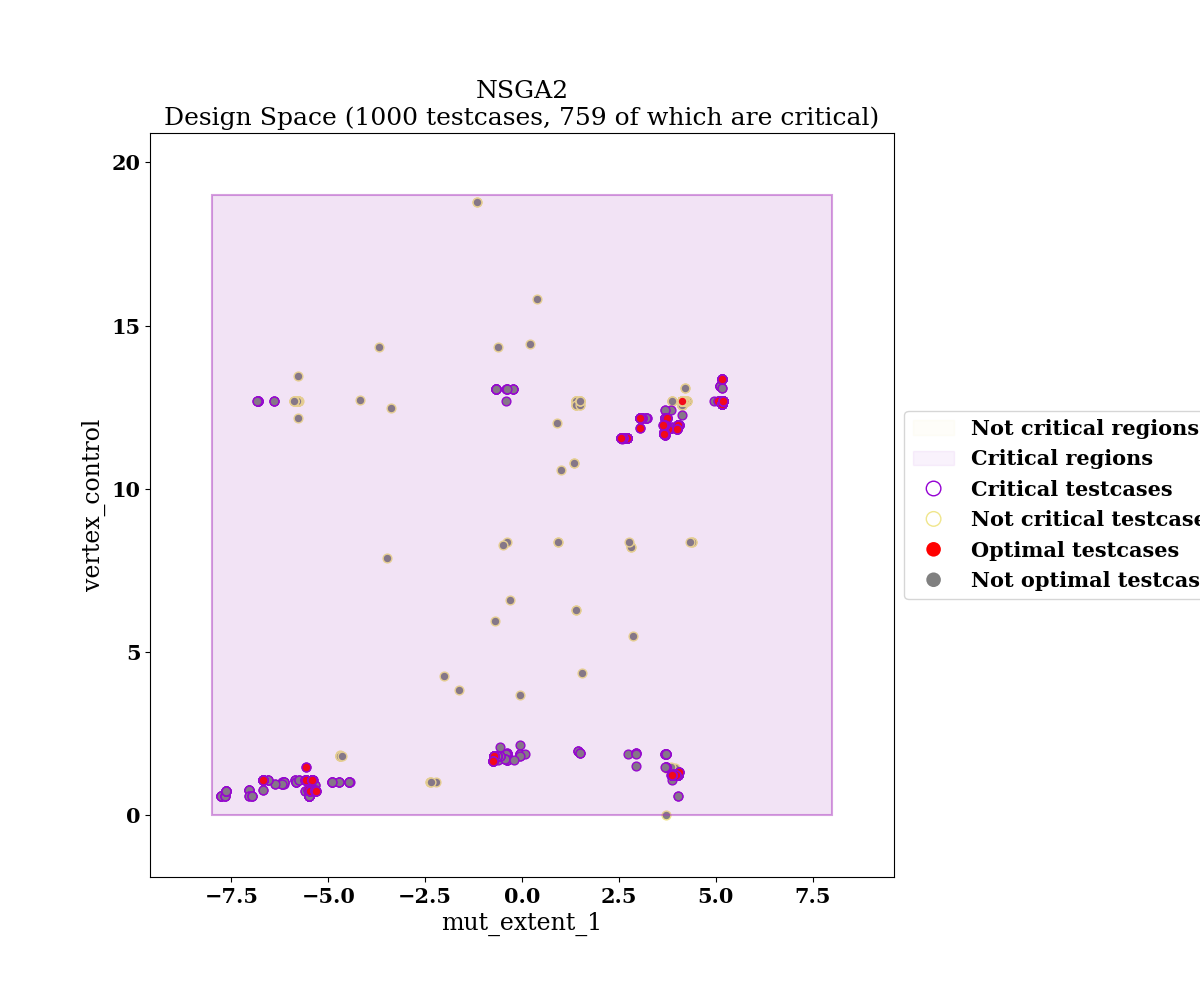 NSGA2
Design Space (1000 testcases, 759 of which are critical)
20
15
10
5
0
vertex_control
−7.5 −5.0 −2.5 0.0 2.5 5.0 7.5
mut_extent_1
Not critical regions
Critical regions
Critical testcases
Not critical testcase
Optimal testcases
Not optimal testcas